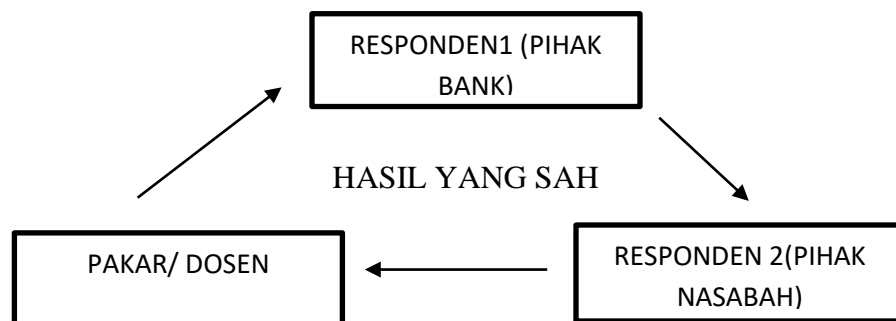 RESPONDEN1 (PIHAK
BANK)
HASIL YANG SAH
PAKAR/ DOSEN
RESPONDEN 2(PIHAK
NASABAH)